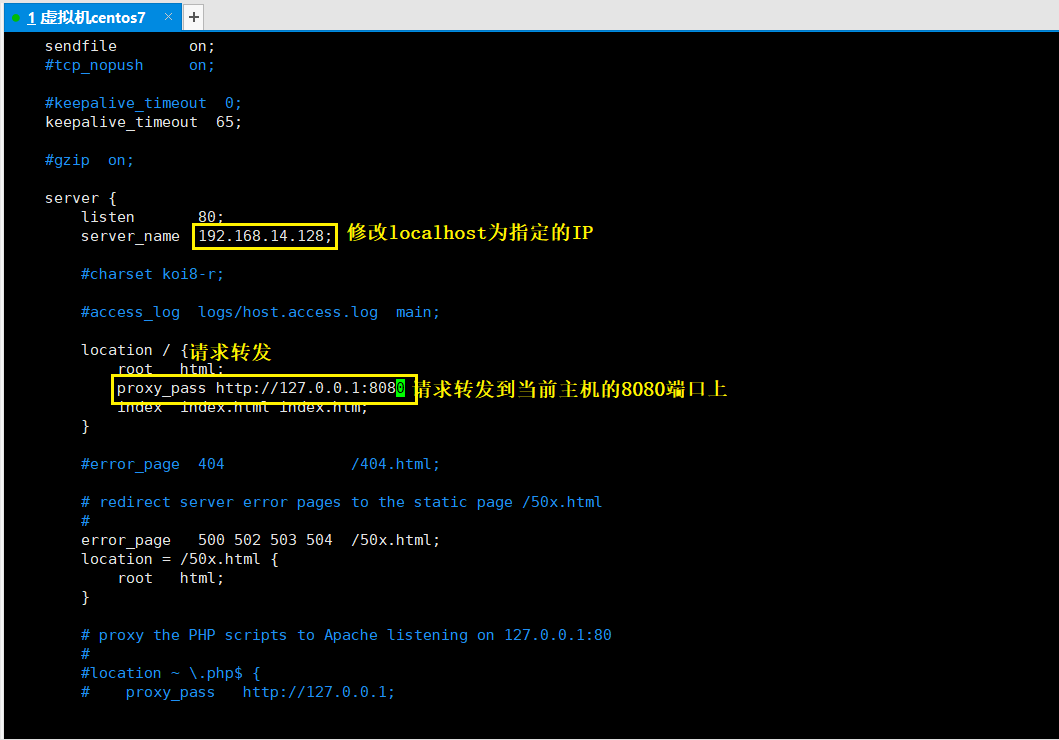 1 虚拟机centos7 × +
sendfile        on;
#tcp_nopush     on;
#keepalive_timeout  0;
keepalive_timeout  65;
#gzip  on;
server {
listen       80;
server_name  192.168.14.128; 修改localhost为指定的IP
#charset koi8-r;
#access_log  logs/host.access.log  main;
location / { 请求转发
root   html;
proxy_pass http://127.0.0.1:8080 请求转发到当前主机的8080端口上
index  index.html index.htm;
}
#error_page  404              /404.html;
# redirect server error pages to the static page /50x.html
#
error_page   500 502 503 504  /50x.html;
location = /50x.html {
root   html;
}
# proxy the PHP scripts to Apache listening on 127.0.0.1:80
#
#location ~ \.php$ {
#    proxy_pass   http://127.0.0.1;